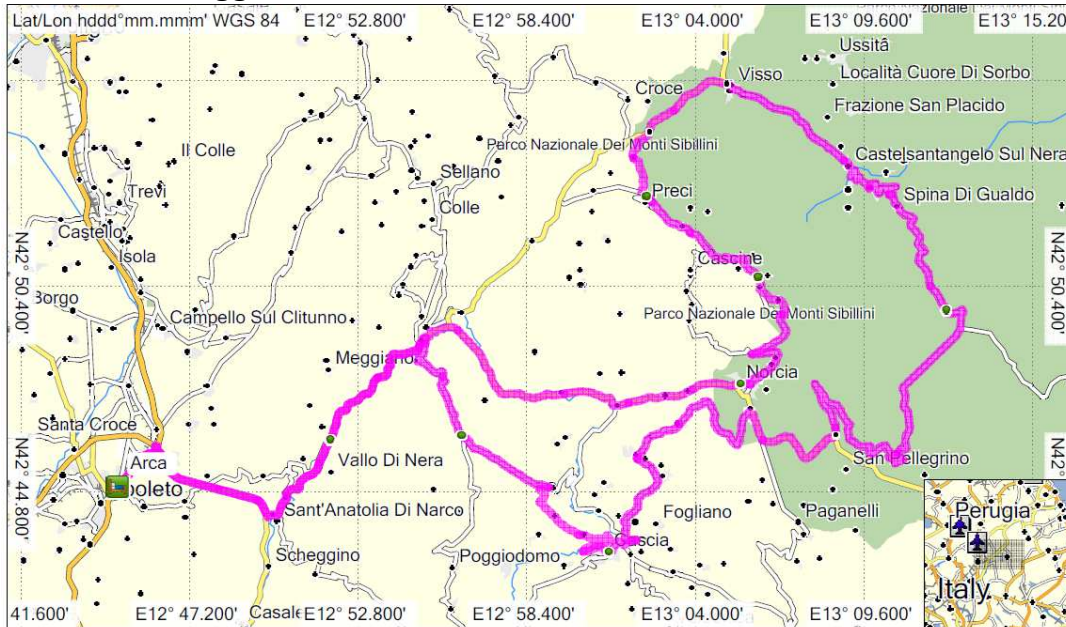 Lat/Lon hddd°mm.mmm' WGS 84
E12° 52.800'
E12° 58.400'
E13° 04.000'
E13° 09.600'
E13° 15.20
Ussita
Visso
Località Cuore Di Sorbo
Croce
Frazione San Placido
Il Colle
Parco Nazionale Dei Monti Sibillini
Castelsantangelo Sul Nera
Sellano
Trevi
Preci
Spina Di Gualdo
Colle
Castello
Isola
N42° 50.400'
Cascine
N42° 50.400'
Borgo
Campello Sul Clitunno
Parco Nazionale Dei Monti Sibillini
Meggiano
Norcia
Santa Croce
Arca
Vallo Di Nera
San Pellegrino
N42°
N42° 44.800'
poleto
Sant'Anatolia Di Narco
Fogliano
Paganelli
Perugia
Scheggino
Poggiodomo
Cascia
Italy
Casale
41.600'
E12° 47.200'
E12° 52.800'
E12° 58.400'
E13° 04.000'
E13° 09.600'